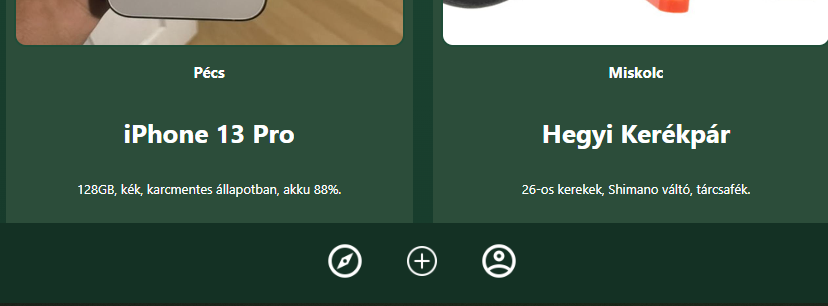 Pécs
iPhone 13 Pro
128GB, kék, karcmentes állapotban, akku 88%.
Miskolc
Hegyi Kerékpár
26-os kerekek, Shimano váltó, tárcsafék.